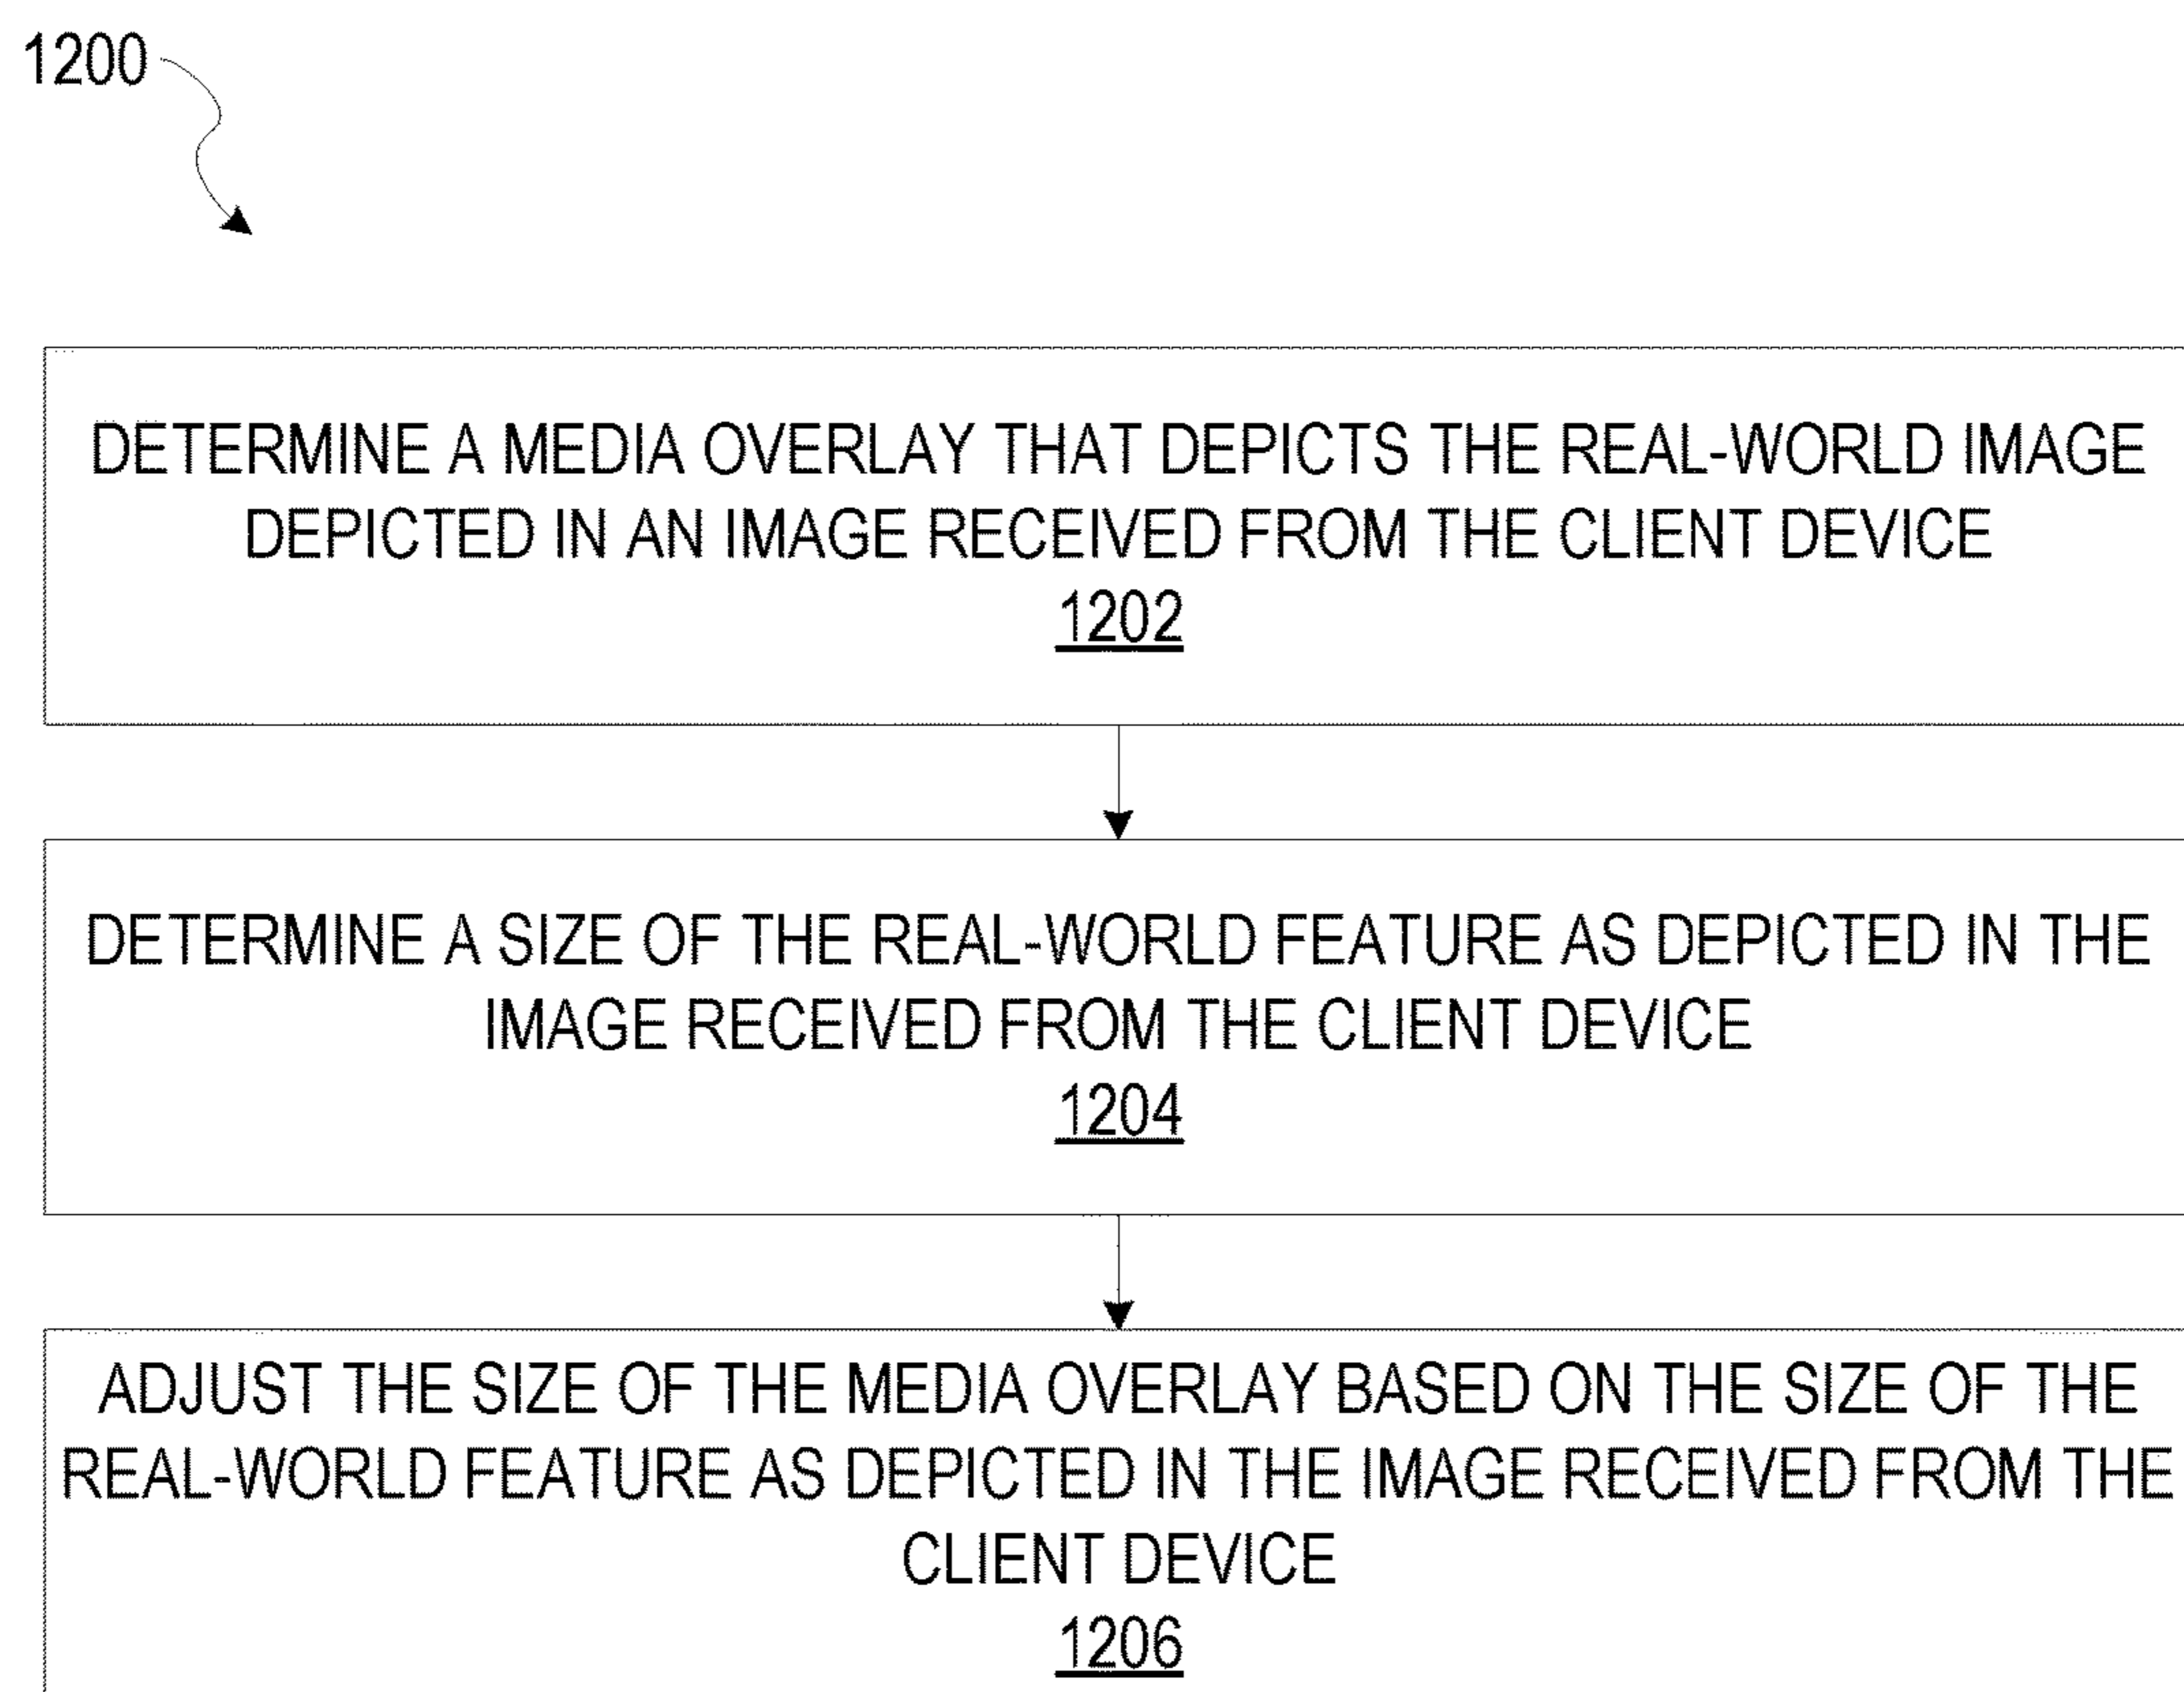 1200
DETERMINE A MEDIA OVERLAY THAT DEPICTS THE REAL-WORLD IMAGE
DEPICTED IN AN IMAGE RECEIVED FROM THE CLIENT DEVICE
1202
DETERMINE A SIZE OF THE REAL-WORLD FEATURE AS DEPICTED IN THE
IMAGE RECEIVED FROM THE CLIENT DEVICE
1204
ADJUST THE SIZE OF THE MEDIA OVERLAY BASED ON THE SIZE OF THE
REAL-WORLD FEATURE AS DEPICTED IN THE IMAGE RECEIVED FROM THE
CLIENT DEVICE
1206